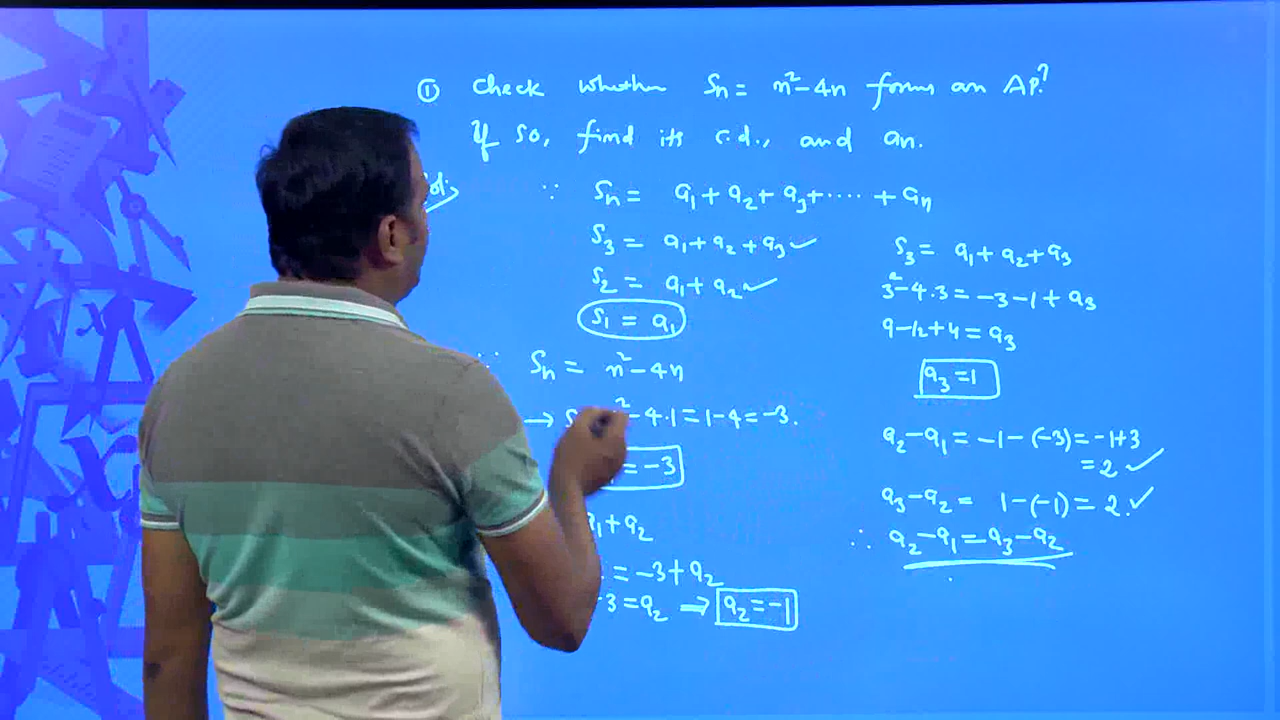 ① Check whether Sn = n² - 4n forms an AP?
If so, find its c.d., and an.
Sol:
∵ Sn = a₁ + a₂ + a₃ + ..... + an
S₃ = a₁ + a₂ + a₃ ✓
S₂ = a₁ + a₂ ✓
S₁ = a₁
∵ Sn = n² - 4n
→ S ² - 4.1 = 1 - 4 = -3.
= -3
a₁ + a₂
= -3 + a₂
-3 = a₂ → a₂ = -1
S₃ = a₁ + a₂ + a₃
3² - 4.3 = -3 - 1 + a₃
9 - 12 + 4 = a₃
a₃ = 1
a₂ - a₁ = -1 - (-3) = -1 + 3
= 2 ✓
a₃ - a₂ = 1 - (-1) = 2. ✓
∴ a₂ - a₁ = a₃ - a₂